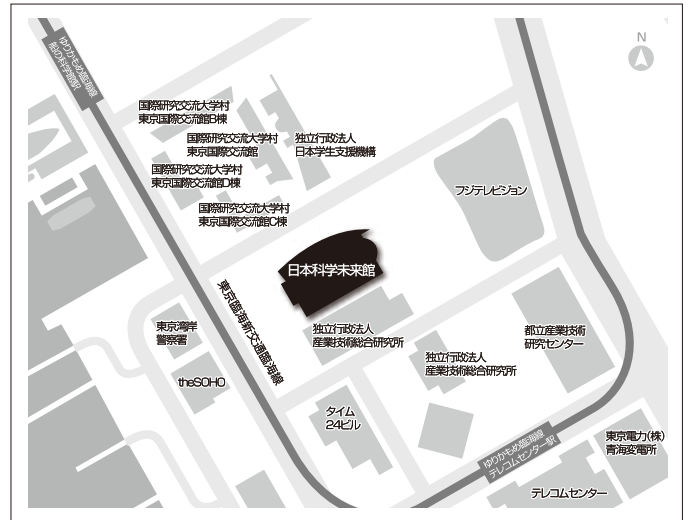 N
ゆりかもめ臨海線
船の科学館駅
国際研究交流大学村
東京国際交流館B棟
国際研究交流大学村
東京国際交流館
独立行政法人
日本学生支援機構
国際研究交流大学村
東京国際交流館D棟
国際研究交流大学村
東京国際交流館C棟
フジテレビジョン
日本科学未来館
東京臨海新交通臨海線
東京湾岸
警察署
独立行政法人
産業技術総合研究所
都立産業技術
研究センター
独立行政法人
産業技術総合研究所
theSOHO
タイム
24ビル
ゆりかもめ臨海線
テレコムセンター駅
東京電力(株)
青海変電所
テレコムセンター